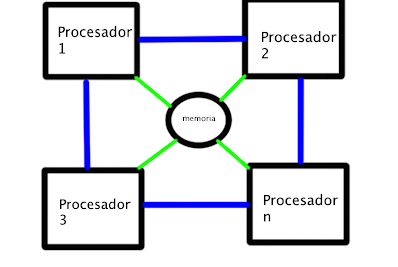 Procesador
1
Procesador
2
memoria
Procesador
3
Procesador
n